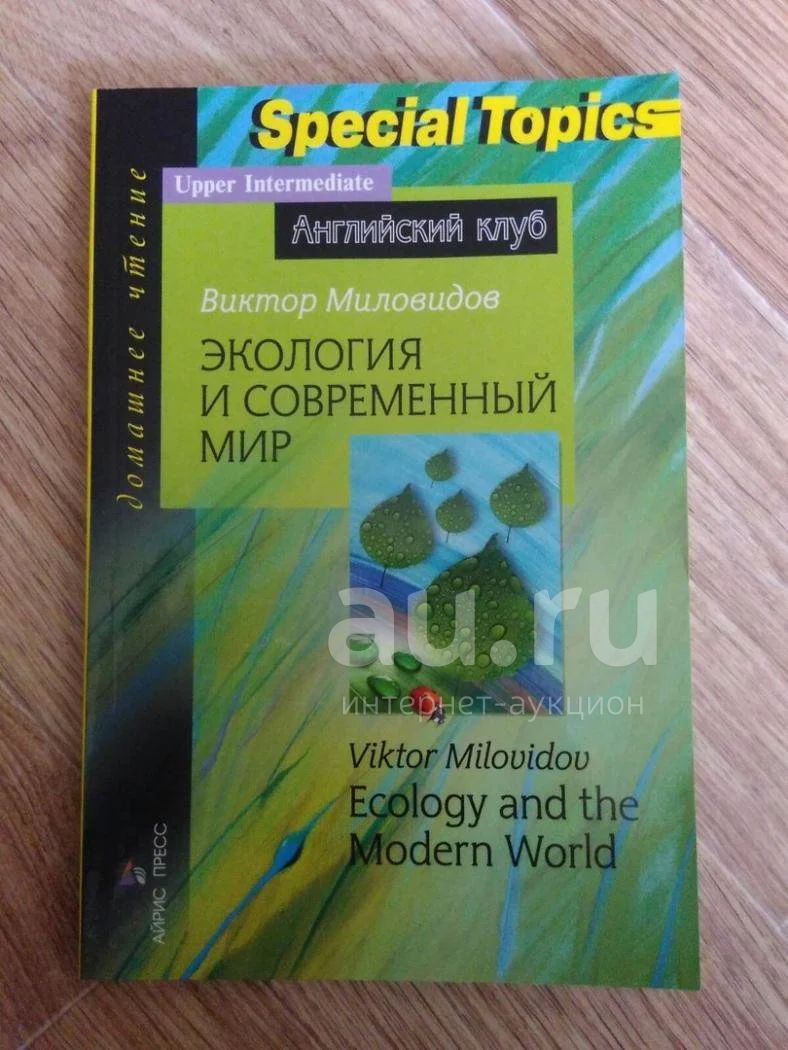 Special Topics
Upper Intermediate
Английский клуб
домашнее чтение
Виктор Миловидов
ЭКОЛОГИЯ
И СОВРЕМЕННЫЙ
МИР
au.ru
интернет-аукцион
Viktor Milovidov
Ecology and the
Modern World
АЙРИС ПРЕСС